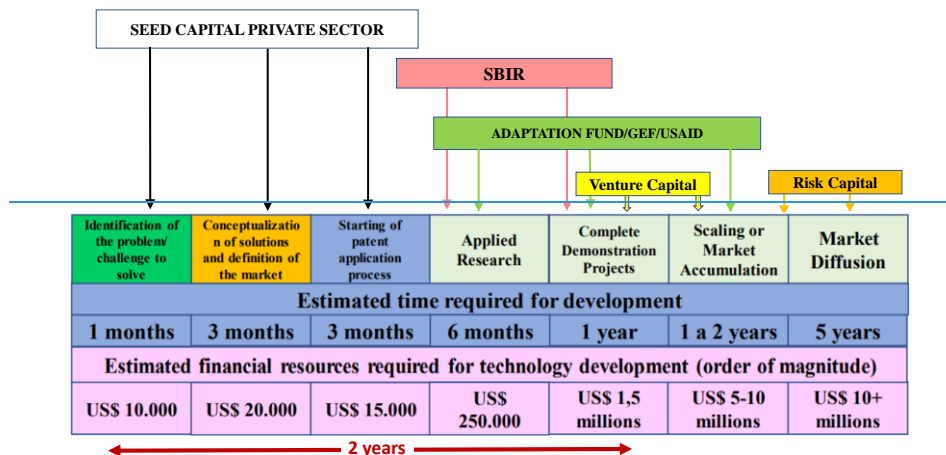 SEED CAPITAL PRIVATE SECTOR
SBIR
ADAPTATION FUND/GEF/USAID
Venture Capital
Risk Capital
Identification of
the problem/
challenge to
solve
Conceptualizatio
n of solutions
and definition of
the market
Starting of
patent
application
process
Applied
Research
Complete
Demonstration
Projects
Scaling or
Market
Accumulation
Market
Diffusion
Estimated time required for development
1 months
3 months
3 months
6 months
1 year
1 a 2 years
5 years
Estimated financial resources required for technology development (order of magnitude)
US$ 10.000
US$ 20.000
US$ 15.000
US$
250.000
US$ 1,5
millions
US$ 5-10
millions
US$ 10+
millions
2 years